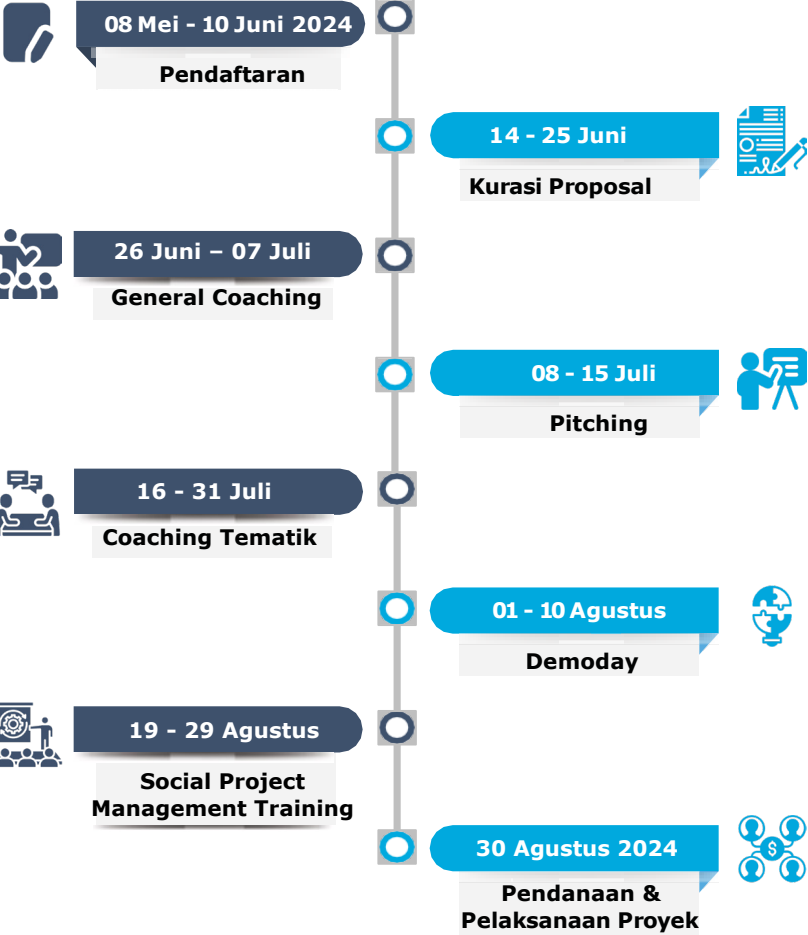 08 Mei - 10 Juni 2024
Pendaftaran
14 - 25 Juni
Kurasi Proposal
26 Juni – 07 Juli
General Coaching
08 - 15 Juli
Pitching
16 - 31 Juli
Coaching Tematik
01 - 10 Agustus
Demoday
19 - 29 Agustus
Social Project
Management Training
30 Agustus 2024
Pendanaan &
Pelaksanaan Proyek